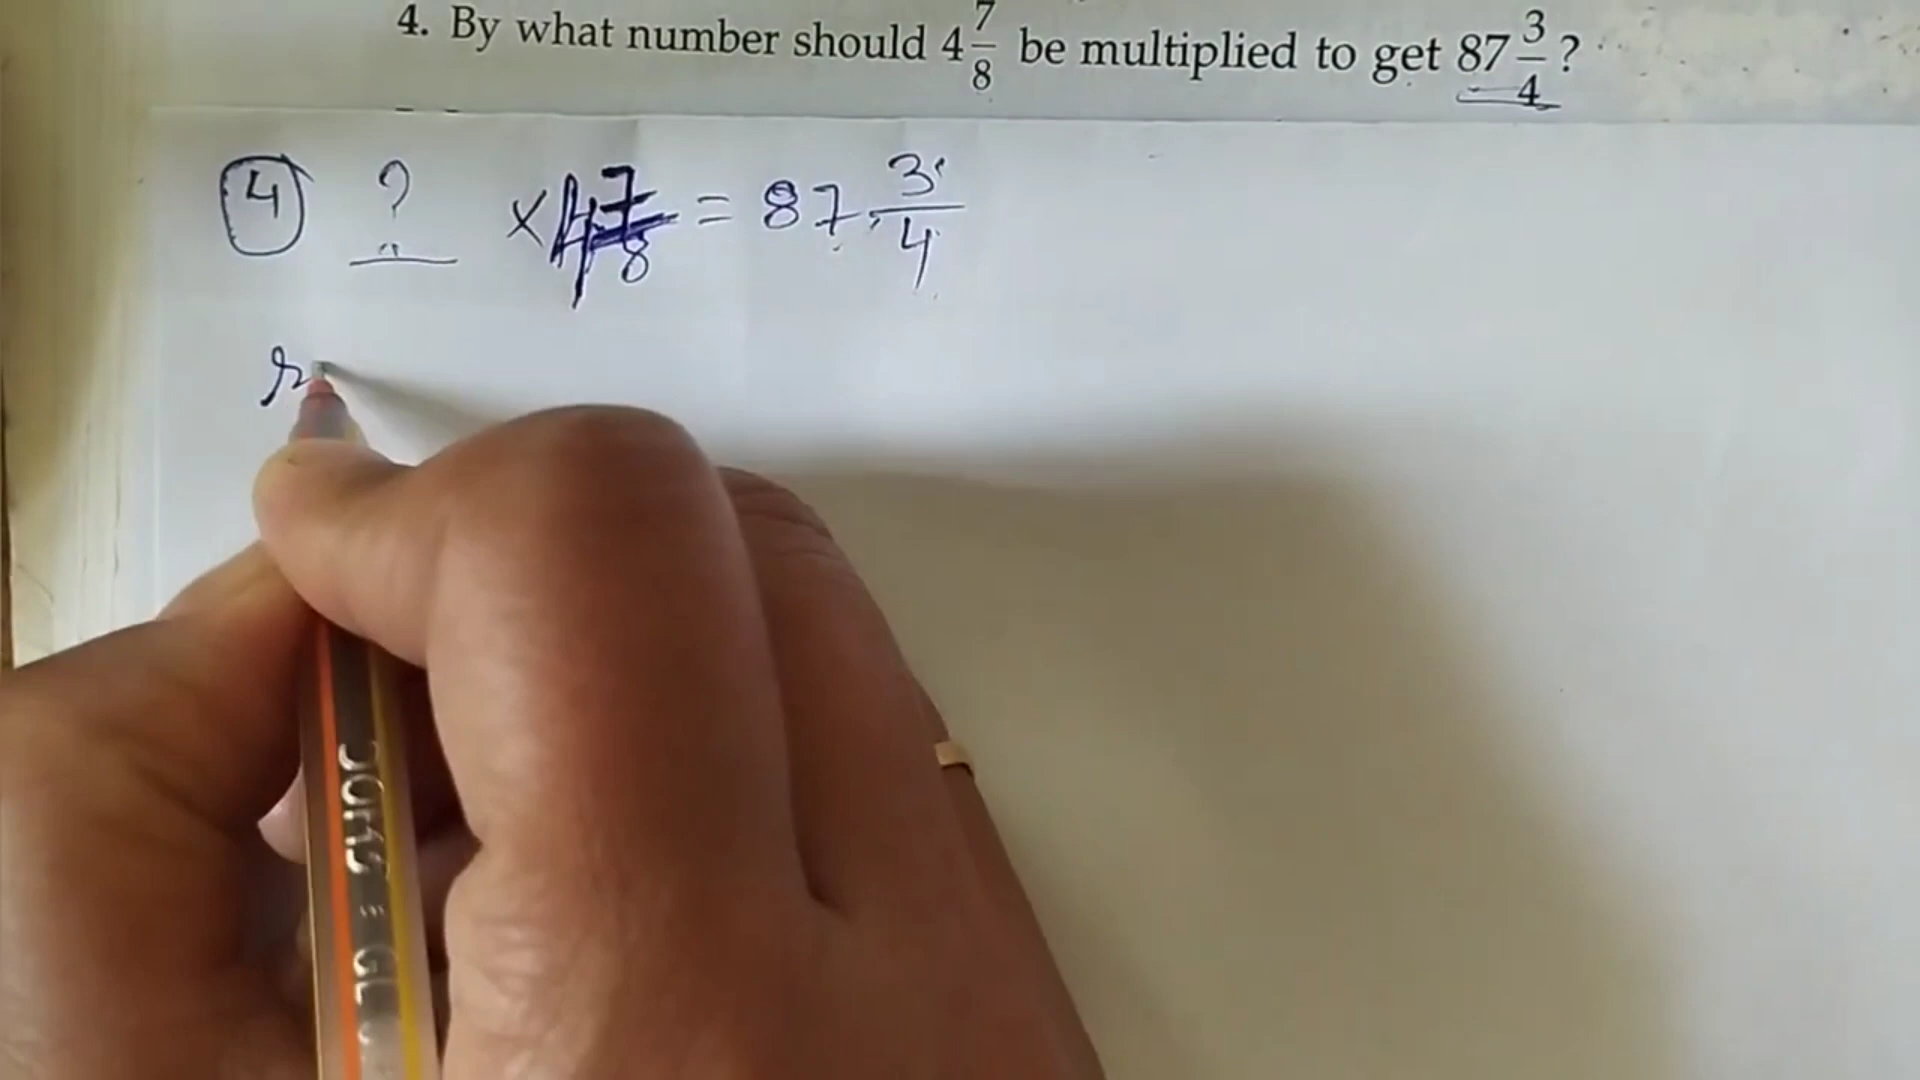 4. By what number should 4 7/8 be multiplied to get 87 3/4 ?
4 ? × 4 7/8 = 87 3/4
DOMS